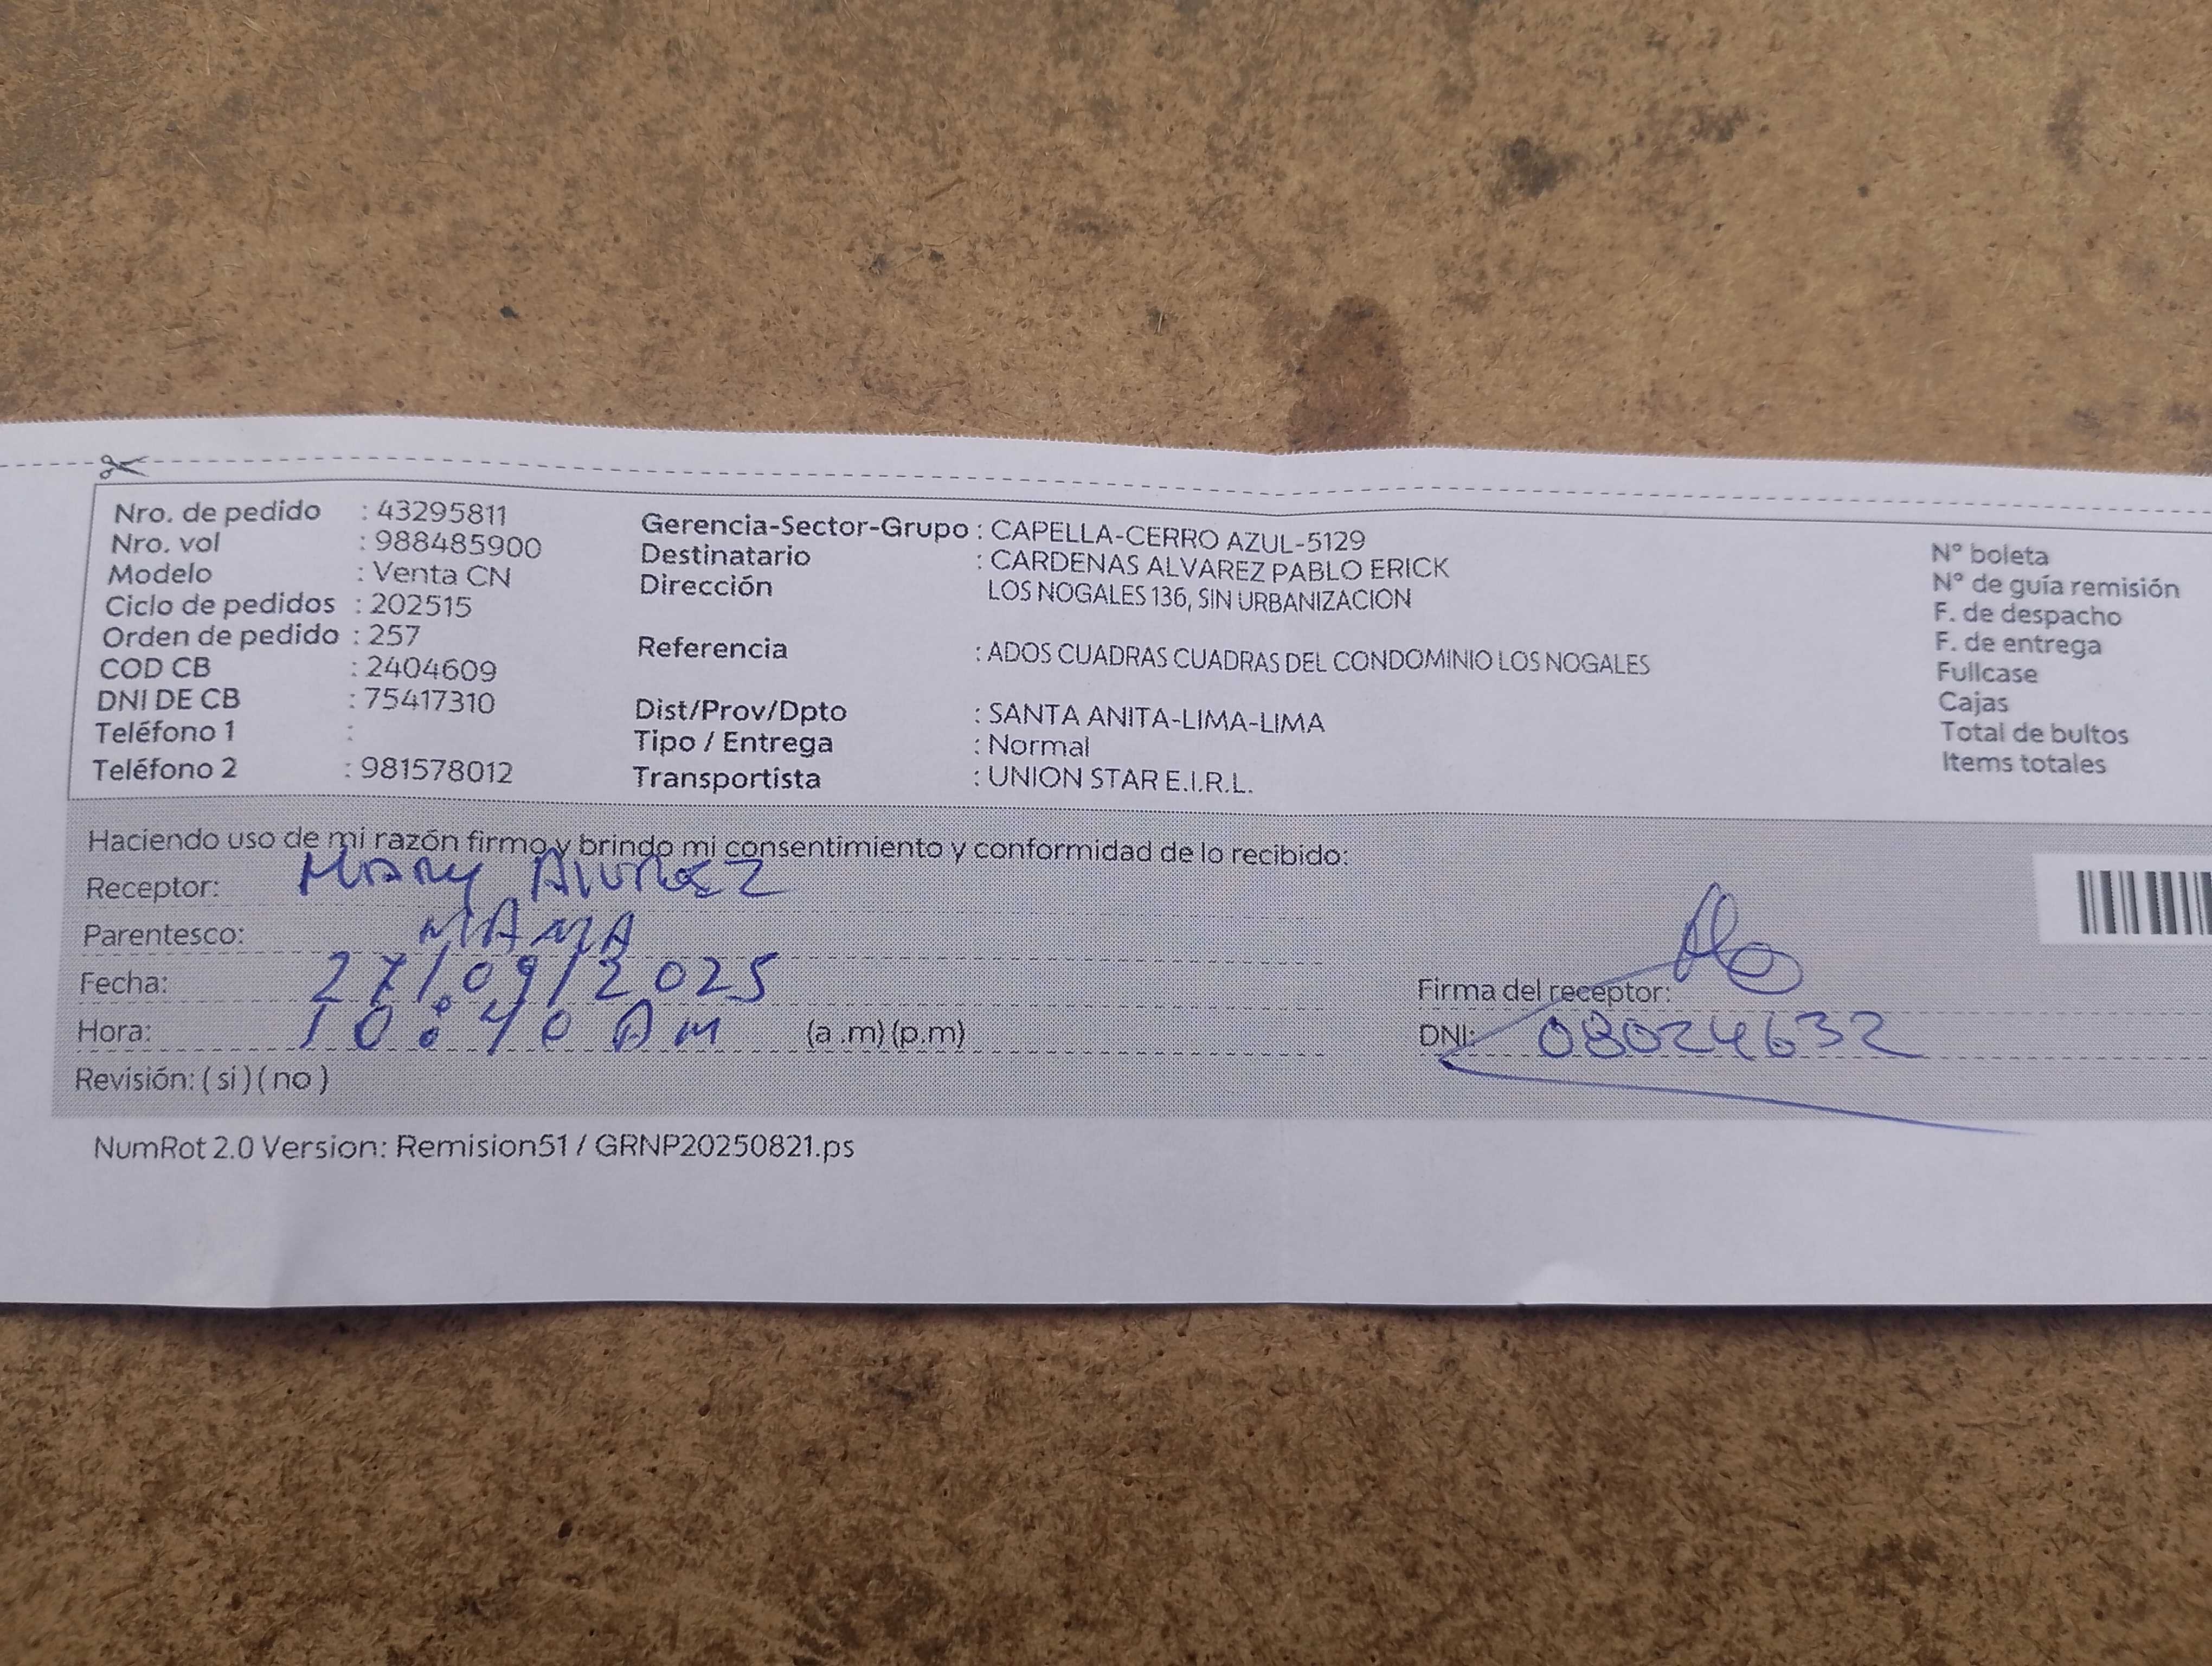 Nro. de pedido : 43295811
Nro. vol : 988485900
Modelo : Venta CN
Ciclo de pedidos : 202515
Orden de pedido : 257
COD CB : 2404609
DNI DE CB : 75417310
Teléfono 1 :
Teléfono 2 : 981578012
Gerencia-Sector-Grupo : CAPELLA-CERRO AZUL-5129
Destinatario : CARDENAS ALVAREZ PABLO ERICK
Dirección LOS NOGALES 136, SIN URBANIZACION
Referencia : ADOS CUADRAS CUADRAS DEL CONDOMINIO LOS NOGALES
Dist/Prov/Dpto : SANTA ANITA-LIMA-LIMA
Tipo / Entrega : Normal
Transportista : UNION STAR E.I.R.L.
N° boleta
N° de guía remisión
F. de despacho
F. de entrega
Fullcase
Cajas
Total de bultos
Items totales
Haciendo uso de mi razón firmo y brindo mi consentimiento y conformidad de lo recibido:
Receptor:
Parentesco: MAMA
Fecha: 27/09/2025
Hora: 10:40 AM (a .m) (p.m)
Revisión: ( si ) ( no )
Firma del receptor:
DNI: 08024632
NumRot 2.0 Version: Remision51 / GRNP20250821.ps